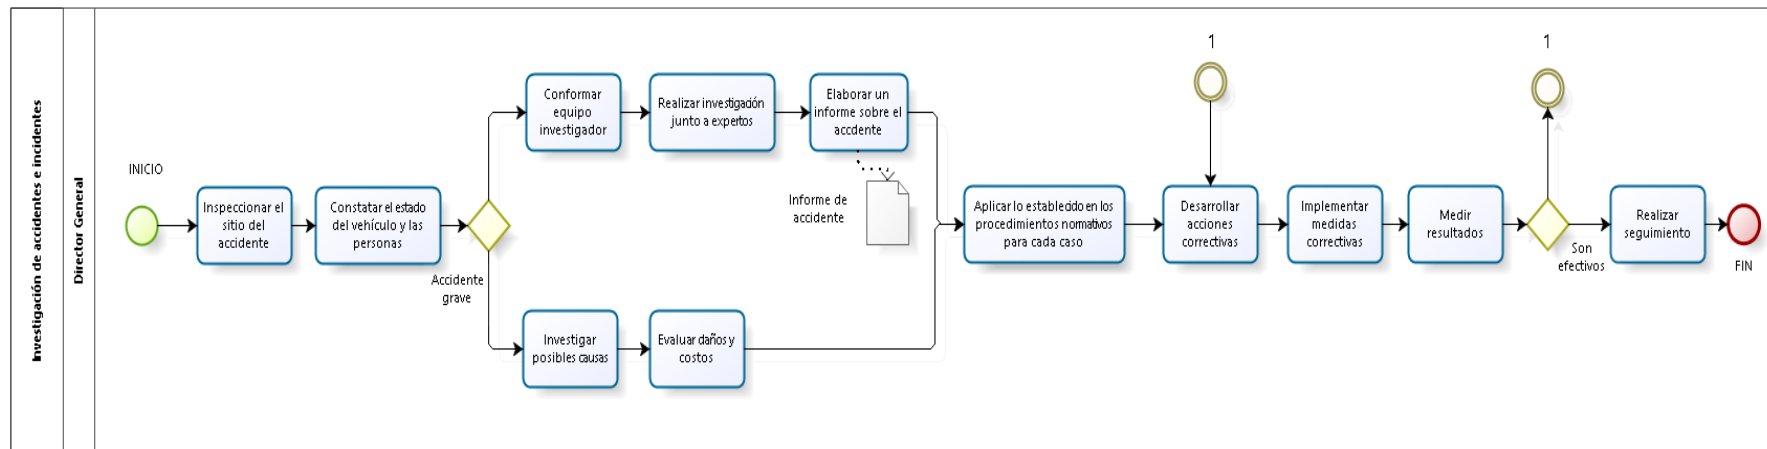 Investigación de accidentes e incidentes
Director General
INICIO
Inspeccionar el
sitio del
accidente
Constatar el estado
del vehículo y las
personas
Accidente
grave
Conformar
equipo
investigador
Realizar investigación
junto a expertos
Elaborar un
informe sobre el
accdente
Informe de
accidente
Investigar
posibles causas
Evaluar daños y
costos
Aplicar lo establecido en los
procedimientos normativos
para cada caso
1
Desarrollar
acciones
correctivas
Implementar
medidas
correctivas
Medir
resultados
1
Son
efectivos
Realizar
seguimiento
FIN